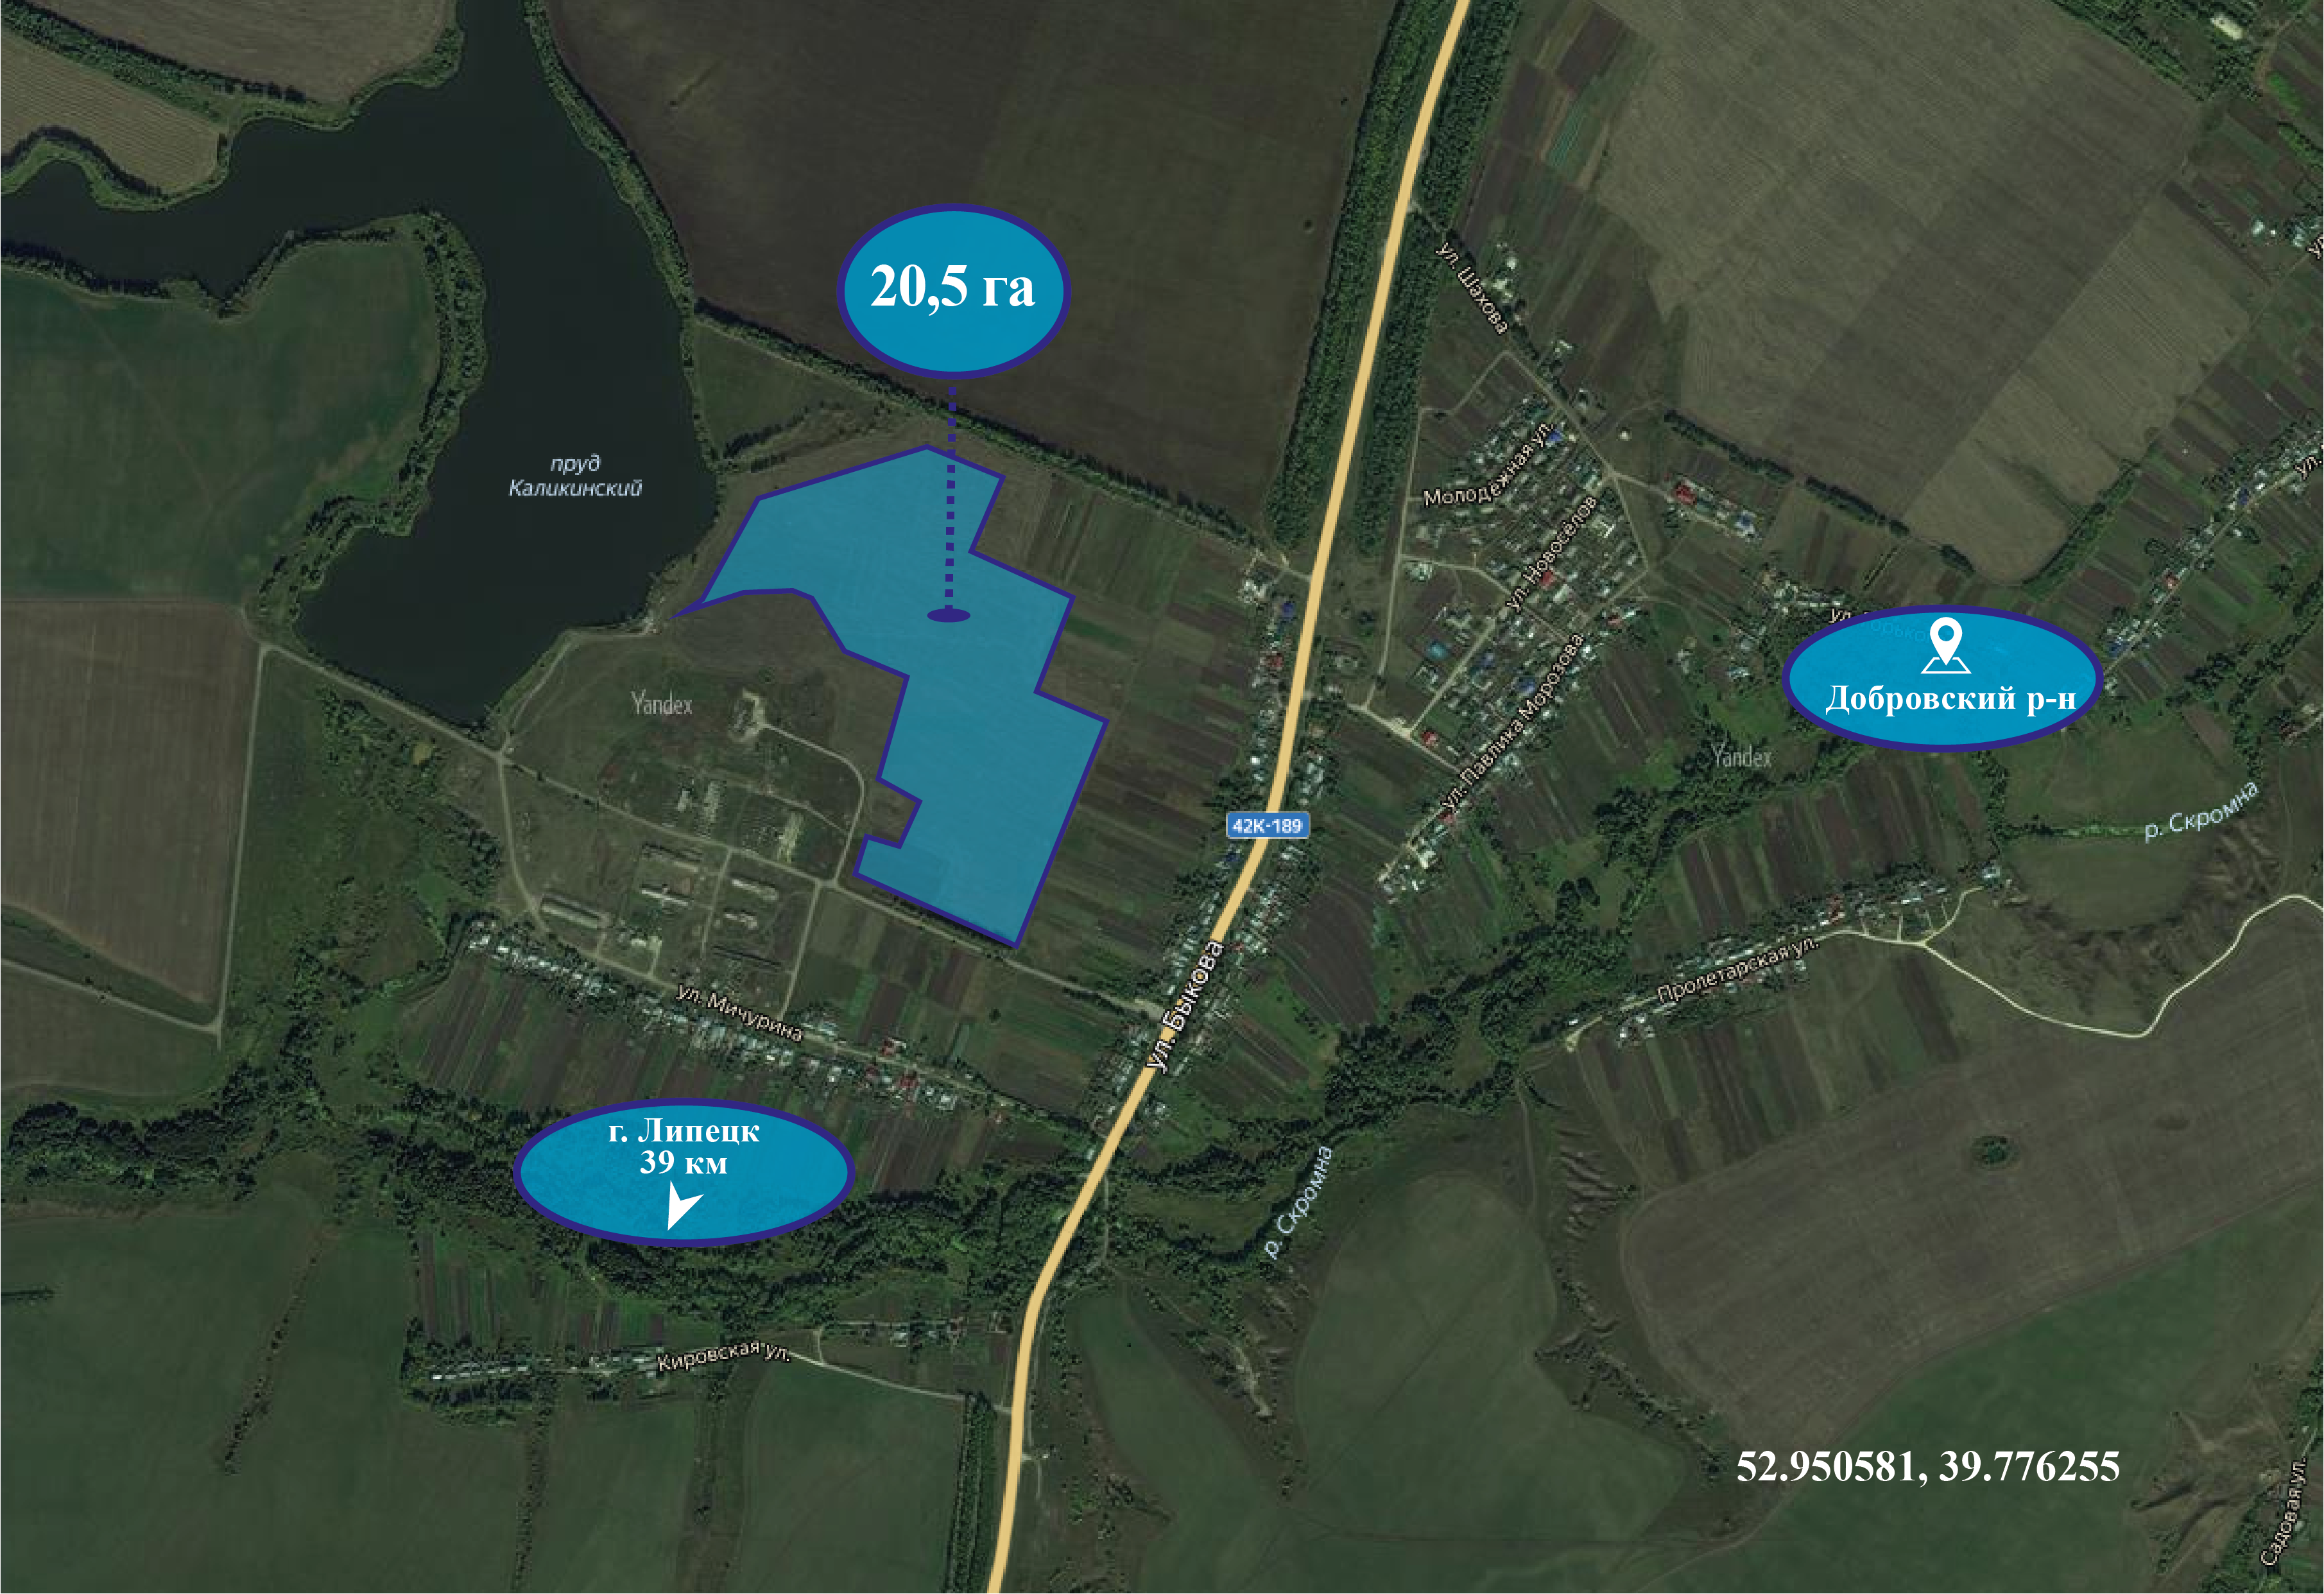 ул. Шахова
20,5 га
Молодежная ул.
пруд
Каликинский
ул. Новосёлов
ул. Павлика Морозова
Добровский р-н
Yandex
Yandex
р. Скромна
42К-189
Пролетарская ул.
ул. Быкова
ул. Мичурина
г. Липецк
39 км
р. Скромна
Кировская ул.
52.950581, 39.776255
Садовая ул.